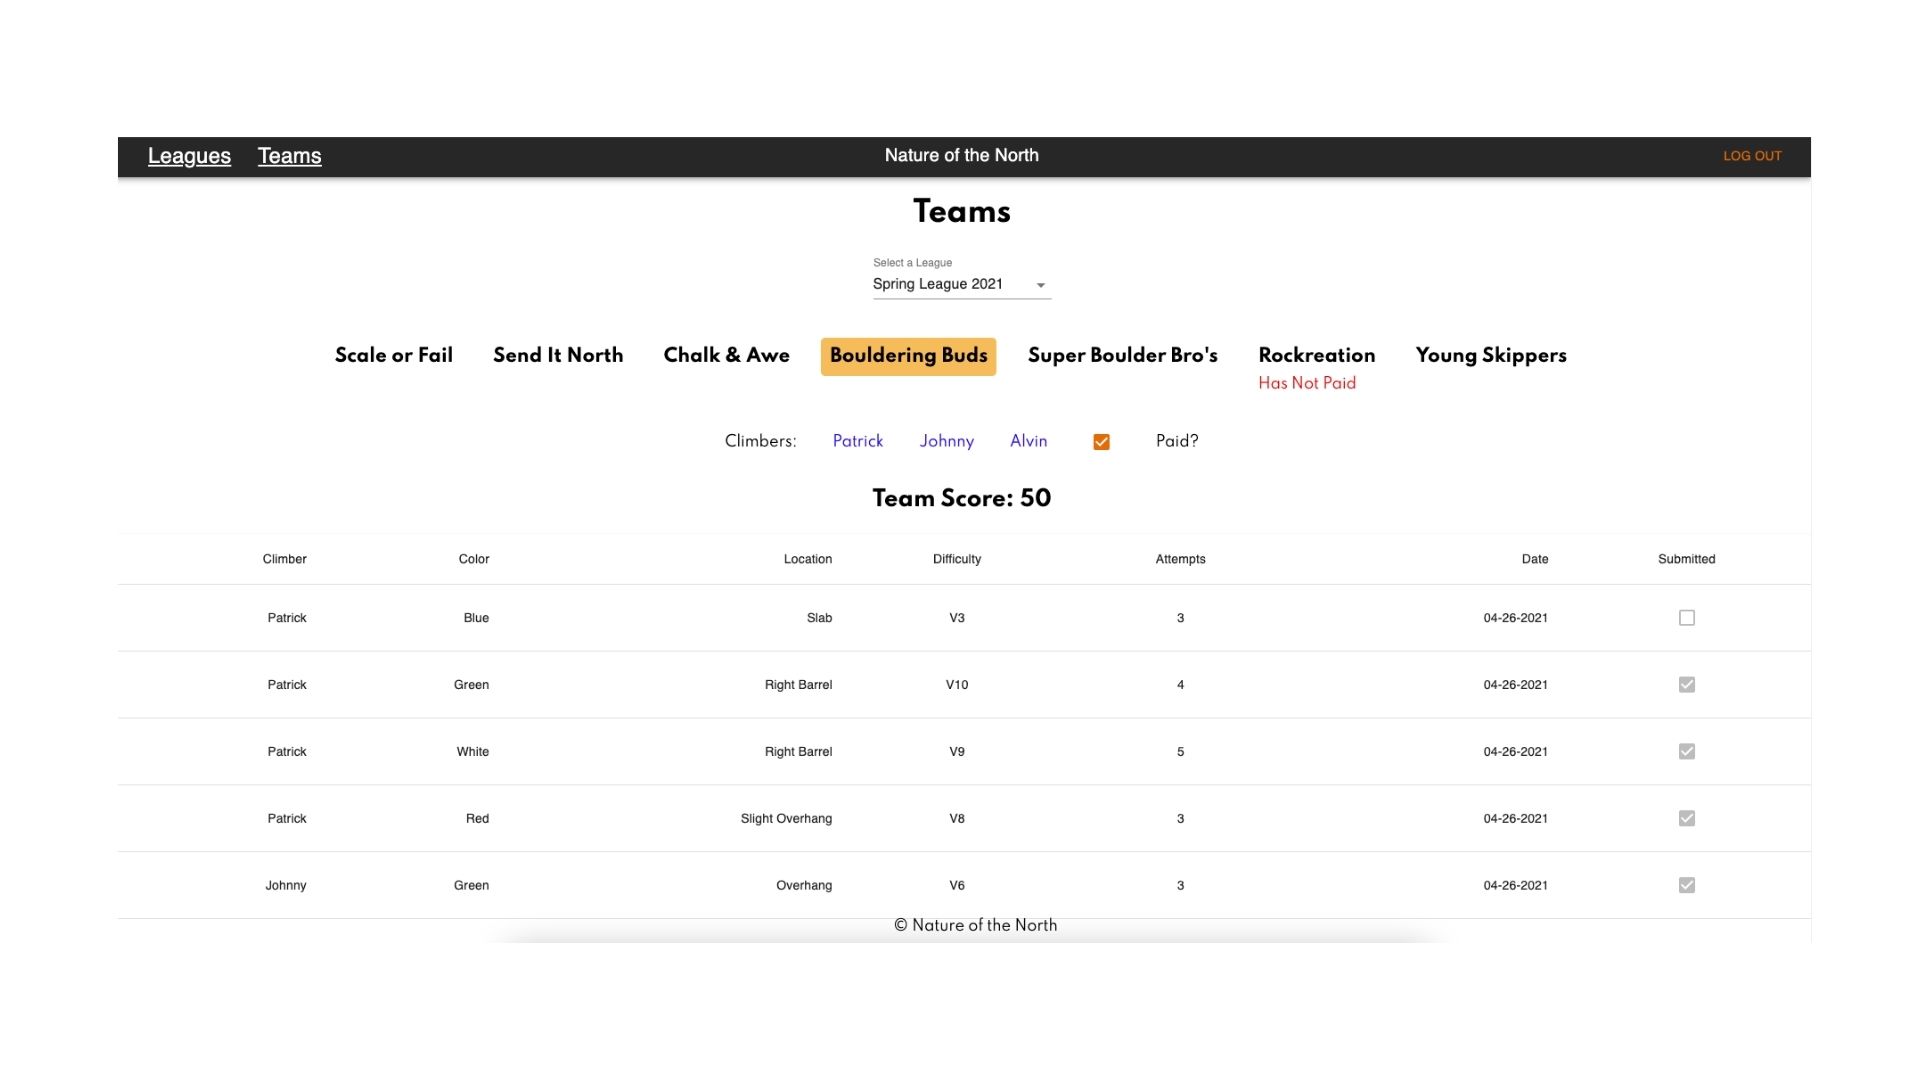 Leagues Teams Nature of the North LOG OUT
Teams
Select a League
Spring League 2021
Scale or Fail Send It North Chalk & Awe Bouldering Buds Super Boulder Bro's Rockreation Young Skippers
Has Not Paid
Climbers: Patrick Johnny Alvin Paid?
Team Score: 50
Climber Color Location Difficulty Attempts Date Submitted
Patrick Blue Slab V3 3 04-26-2021
Patrick Green Right Barrel V10 4 04-26-2021
Patrick White Right Barrel V9 5 04-26-2021
Patrick Red Slight Overhang V8 3 04-26-2021
Johnny Green Overhang V6 3 04-26-2021
© Nature of the North